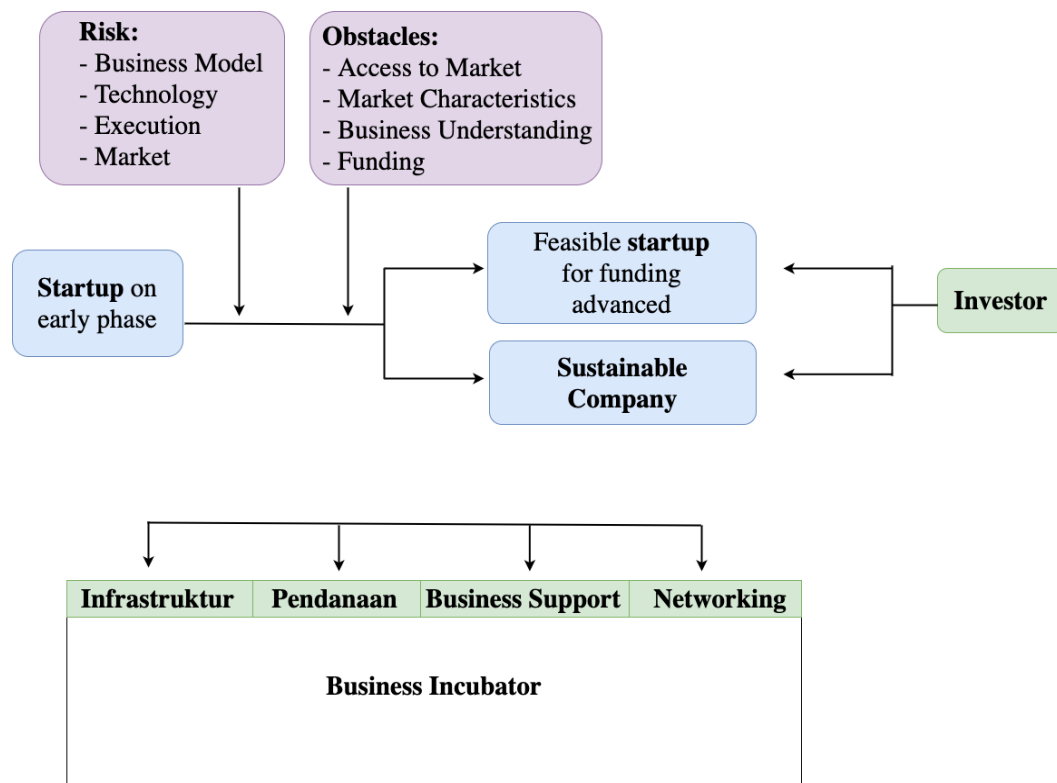 Risk:
- Business Model
- Technology
- Execution
- Market
Obstacles:
- Access to Market
- Market Characteristics
- Business Understanding
- Funding
Startup on
early phase
Feasible startup
for funding
advanced
Sustainable
Company
Investor
Infrastruktur
Pendanaan
Business Support
Networking
Business Incubator